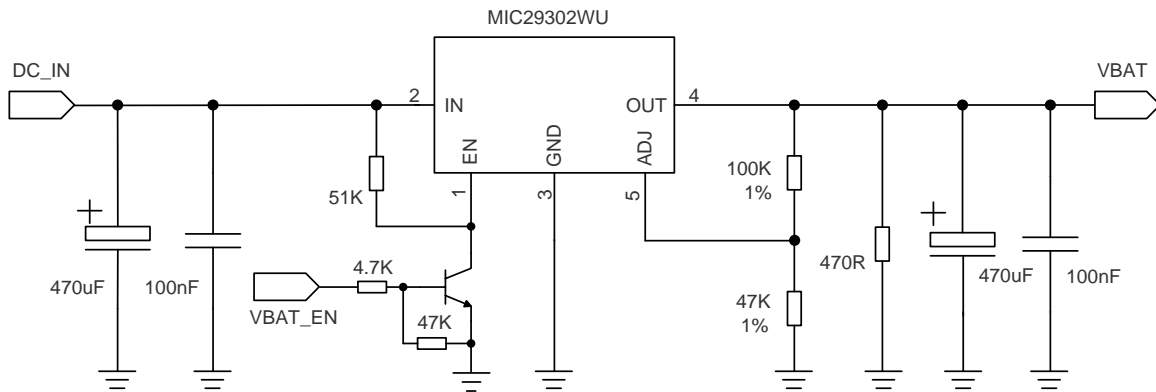 MIC29302WU
DC_IN
VBAT
2
IN
OUT
4
EN
GND
ADJ
1
3
5
51K
100K
1%
470uF
100nF
4.7K
VBAT_EN
47K
470R
47K
1%
470uF
100nF